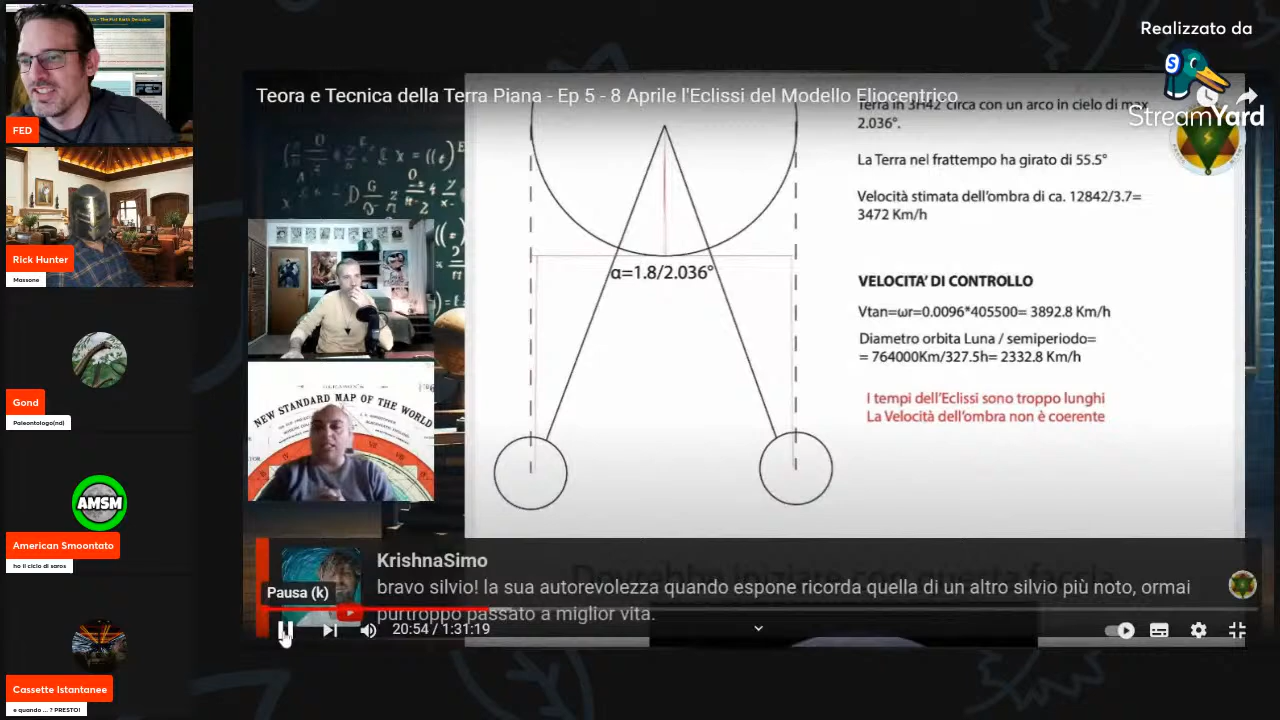 Realizzato da
StreamYard
The Flat Earth Deception
FED
Rick Hunter
Massone
Gond
Paleontologo(nd)
AMSM
American Smoontato
ho il ciclo di saros
Cassette Istantanee
e quando ... ? PRESTO!
Teora e Tecnica della Terra Piana - Ep 5 - 8 Aprile l'Eclissi del Modello Eliocentrico
Terra in 3H42' circa con un arco in cielo di max
2.036°.
La Terra nel frattempo ha girato di 55.5°
Velocità stimata dell'ombra di ca. 12842/3.7=
3472 Km/h
α=1.8/2.036°
VELOCITA' DI CONTROLLO
Vtan=ωr=0.0096*405500= 3892.8 Km/h
Diametro orbita Luna / semiperiodo=
= 764000Km/327.5h= 2332.8 Km/h
I tempi dell'Eclissi sono troppo lunghi
La Velocità dell'ombra non è coerente
NEW STANDARD MAP OF THE WORLD
KrishnaSimo
bravo silvio! la sua autorevolezza quando espone ricorda quella di un altro silvio più noto, ormai
purtroppo passato a miglior vita.
Pausa (k)
20:54 / 1:31:19